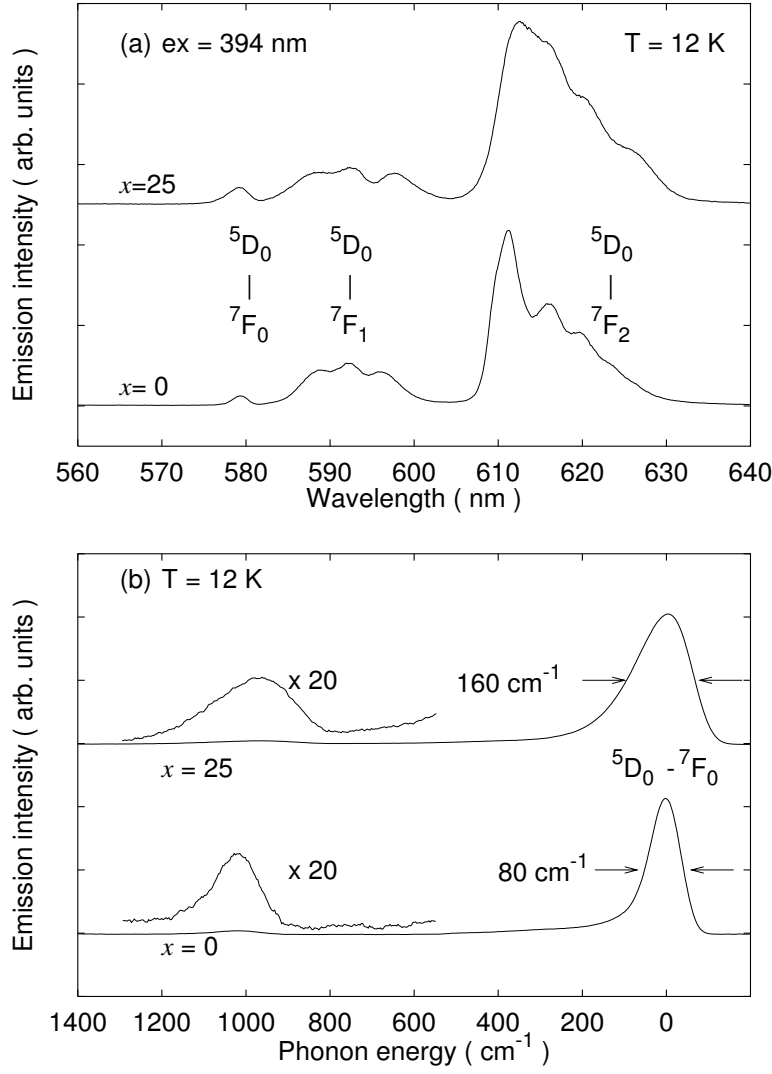 (a) ex = 394 nm
T = 12 K
Emission intensity ( arb. units )
x=25
⁵D₀ ⁵D₀ ⁵D₀
| | |
⁷F₀ ⁷F₁ ⁷F₂
x= 0
560 570 580 590 600 610 620 630 640
Wavelength ( nm )
(b) T = 12 K
Emission intensity ( arb. units )
x 20
160 cm⁻¹
x = 25
⁵D₀ - ⁷F₀
x 20
80 cm⁻¹
x = 0
1400 1200 1000 800 600 400 200 0
Phonon energy ( cm⁻¹ )